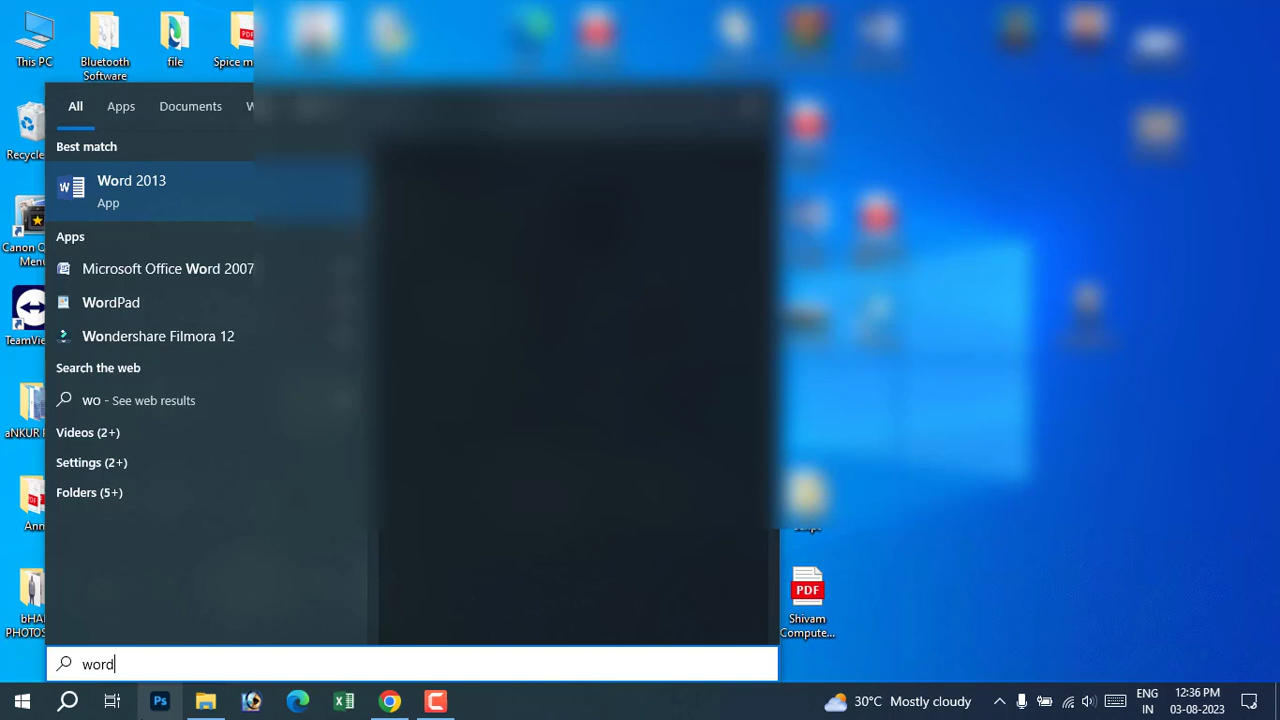 This PC
Bluetooth
Software
file
Spice m
All Apps Documents W
Recycle
Best match
Word 2013
App
Apps
Canon Q
Menu
Microsoft Office Word 2007
WordPad
Wondershare Filmora 12
TeamVie
Search the web
wo - See web results
aNKUR
Videos (2+)
Settings (2+)
Folders (5+)
Ann
PDF
Shivam
Compute...
bHA
PHOTOS
word
Ps
30°C Mostly cloudy
ENG
IN
12:36 PM
03-08-2023